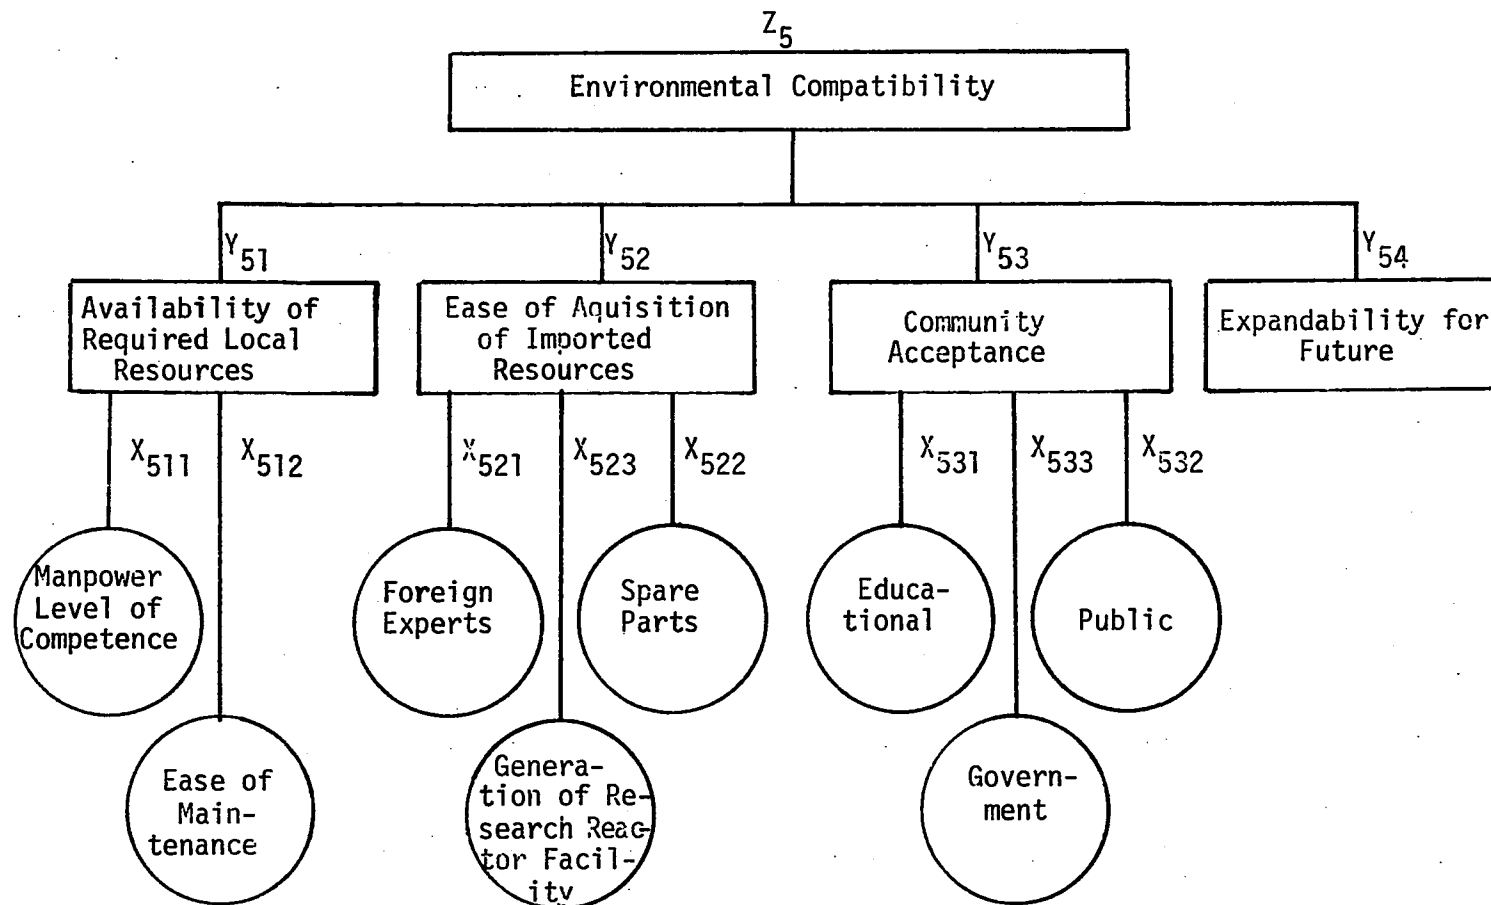 Z5
Environmental Compatibility
Y51
Y52
Y53
Y54
Availability of
Required Local
Resources
Ease of Aquisition
of Imported
Resources
Community
Acceptance
Expandability for
Future
X511
X512
X521
X523
X522
X531
X533
X532
Manpower
Level of
Competence
Foreign
Experts
Spare
Parts
Educa-
tional
Public
Ease of
Main-
tenance
Genera-
tion of Re-
search Reac-
tor Facil-
ity
Govern-
ment